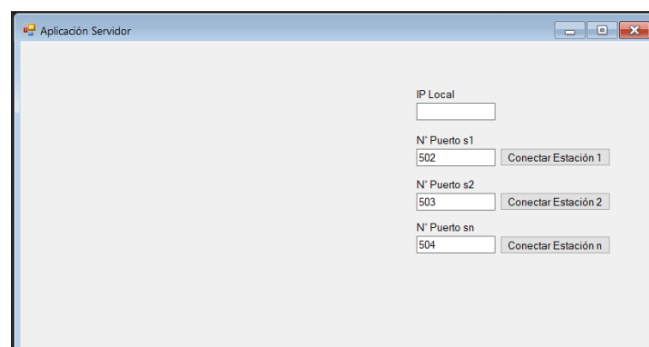 Aplicación Servidor
IP Local
N° Puerto s1
502 Conectar Estación 1
N° Puerto s2
503 Conectar Estación 2
N° Puerto sn
504 Conectar Estación n